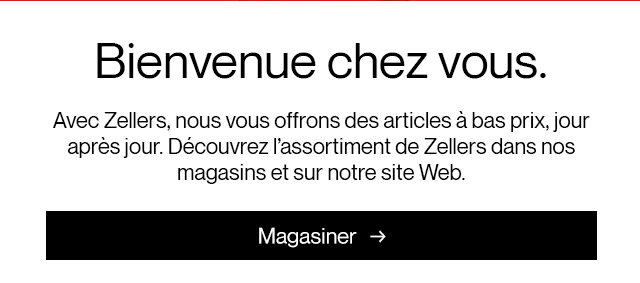 Bienvenue chez vous.
Avec Zellers, nous vous offrons des articles à bas prix, jour
après jour. Découvrez l'assortiment de Zellers dans nos
magasins et sur notre site Web.
Magasiner →